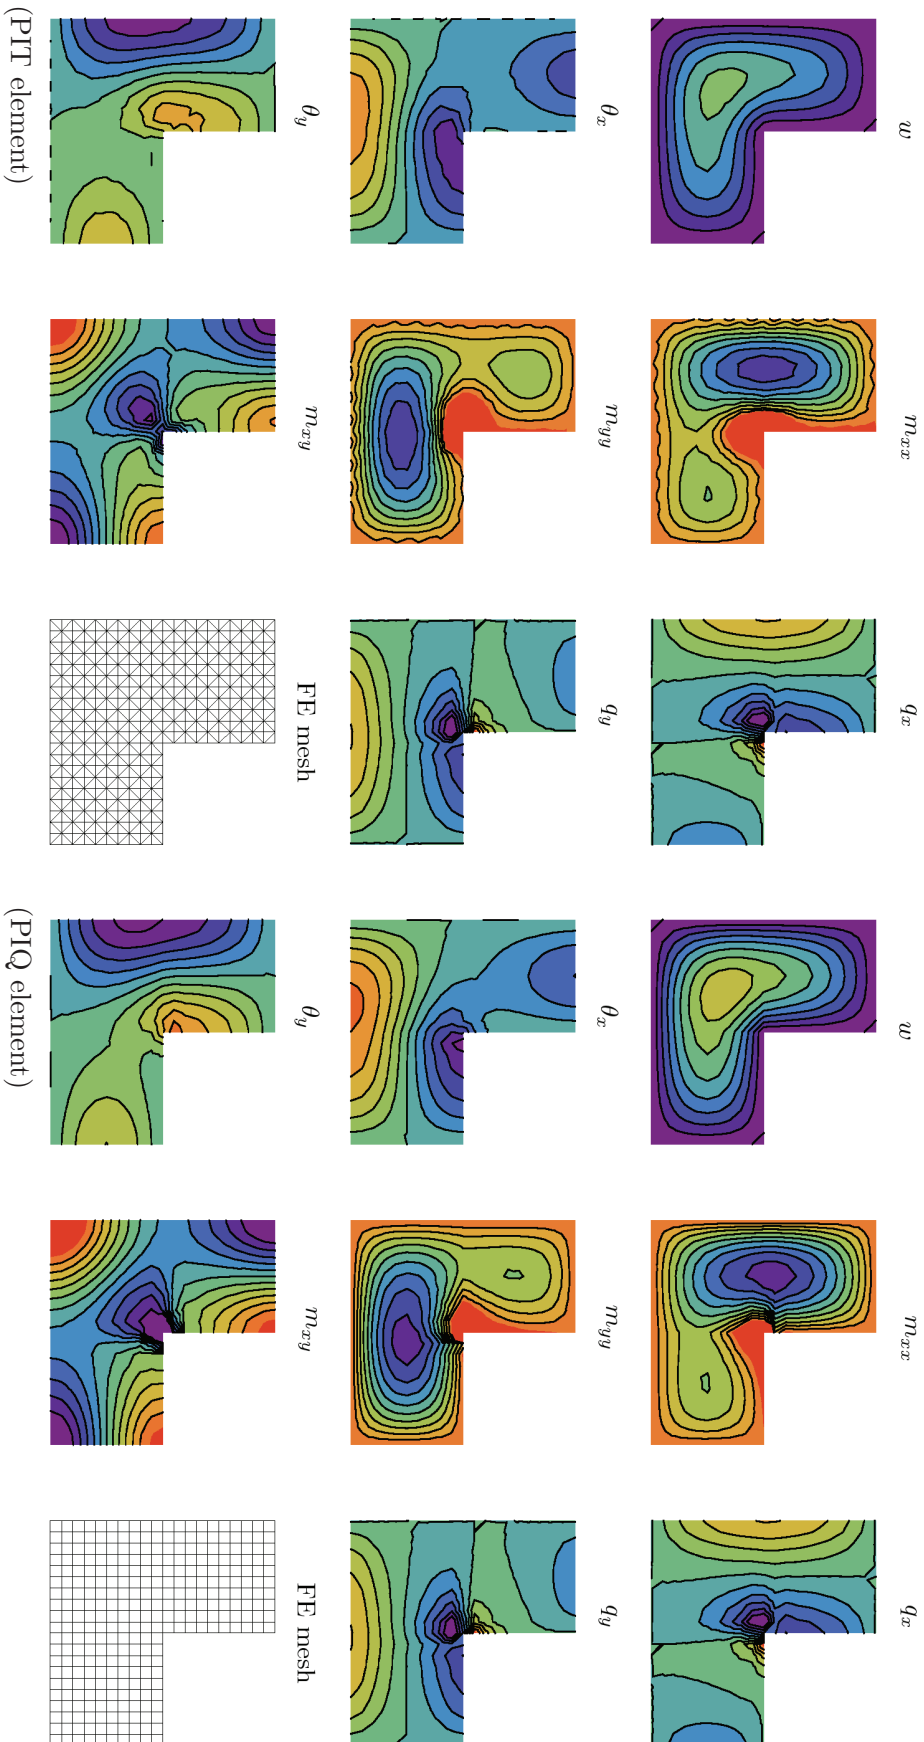 w
m_xx
q_x
w
m_xx
q_x
θ_x
m_yy
q_y
θ_x
m_yy
q_y
θ_y
m_xy
FE mesh
θ_y
m_xy
FE mesh
(PIT element)
(PIQ element)